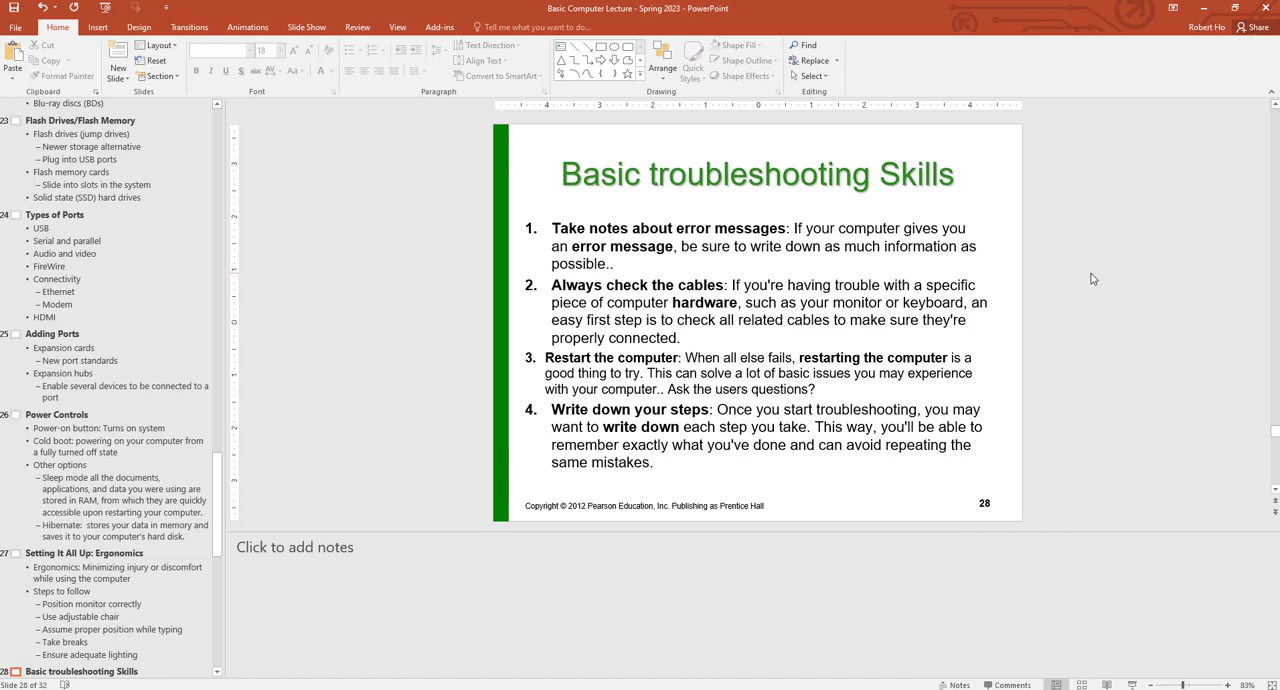 Basic Computer Lecture - Spring 2023 - PowerPoint
File Home Insert Design Transitions Animations Slide Show Review View Add-ins Tell me what you want to do... Robert Ho Share
Paste
Cut
Copy
Format Painter
Clipboard
New
Slide
Layout
Reset
Section
Slides
18
B I U S abc AV Aa A
Font
Text Direction
Align Text
Convert to SmartArt
Paragraph
Arrange
Quick
Styles
Shape Fill
Shape Outline
Shape Effects
Drawing
Find
Replace
Select
Editing
• Blu-ray discs (BDs)
23 Flash Drives/Flash Memory
• Flash drives (jump drives)
– Newer storage alternative
– Plug into USB ports
• Flash memory cards
– Slide into slots in the system
• Solid state (SSD) hard drives
24 Types of Ports
• USB
• Serial and parallel
• Audio and video
• FireWire
• Connectivity
– Ethernet
– Modem
• HDMI
25 Adding Ports
• Expansion cards
– New port standards
• Expansion hubs
– Enable several devices to be connected to a
port
26 Power Controls
• Power-on button: Turns on system
• Cold boot: powering on your computer from
a fully turned off state
• Other options
– Sleep mode all the documents,
applications, and data you were using are
stored in RAM, from which they are quickly
accessible upon restarting your computer.
– Hibernate: stores your data in memory and
saves it to your computer's hard disk.
27 Setting It All Up: Ergonomics
• Ergonomics: Minimizing injury or discomfort
while using the computer
• Steps to follow
– Position monitor correctly
– Use adjustable chair
– Assume proper position while typing
– Take breaks
– Ensure adequate lighting
28 Basic troubleshooting Skills
4 3 2 1 0 1 2 3 4
3
2
1
0
1
2
3
Basic troubleshooting Skills
1. Take notes about error messages: If your computer gives you
an error message, be sure to write down as much information as
possible..
2. Always check the cables: If you're having trouble with a specific
piece of computer hardware, such as your monitor or keyboard, an
easy first step is to check all related cables to make sure they're
properly connected.
3. Restart the computer: When all else fails, restarting the computer is a
good thing to try. This can solve a lot of basic issues you may experience
with your computer.. Ask the users questions?
4. Write down your steps: Once you start troubleshooting, you may
want to write down each step you take. This way, you'll be able to
remember exactly what you've done and can avoid repeating the
same mistakes.
Copyright © 2012 Pearson Education, Inc. Publishing as Prentice Hall
28
Click to add notes
Slide 28 of 32
Notes Comments 83%